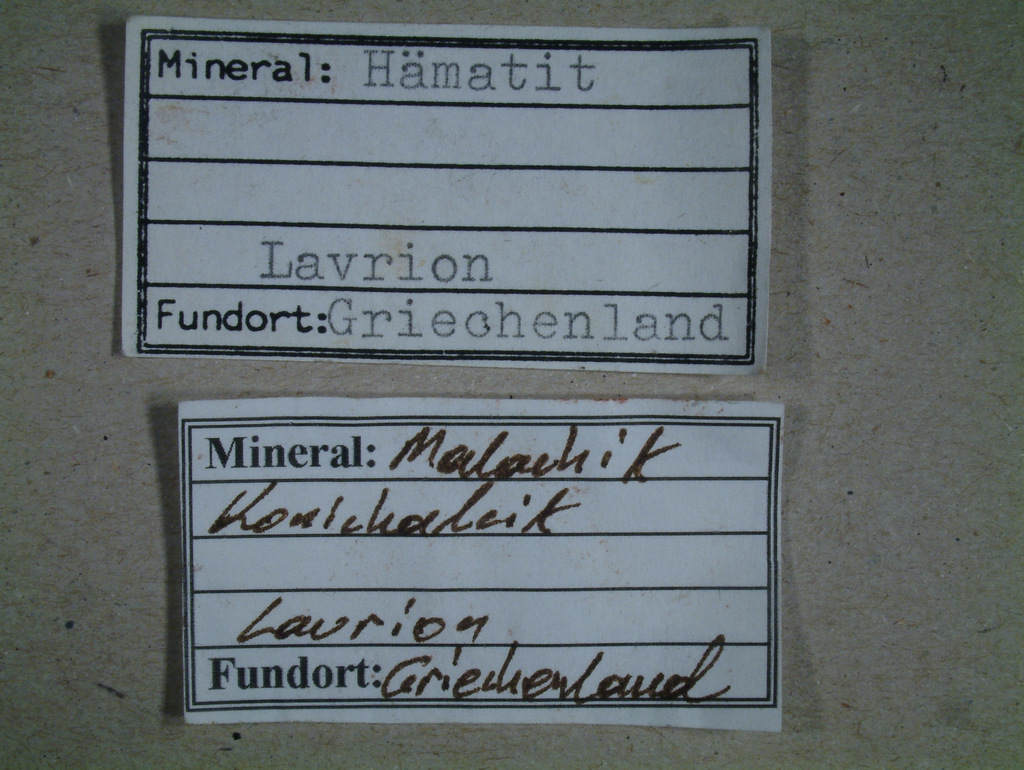 Mineral: Hämatit
Lavrion
Fundort: Griechenland
Mineral: Malachit
Konichalcit
Lavrion
Fundort: Griechenland